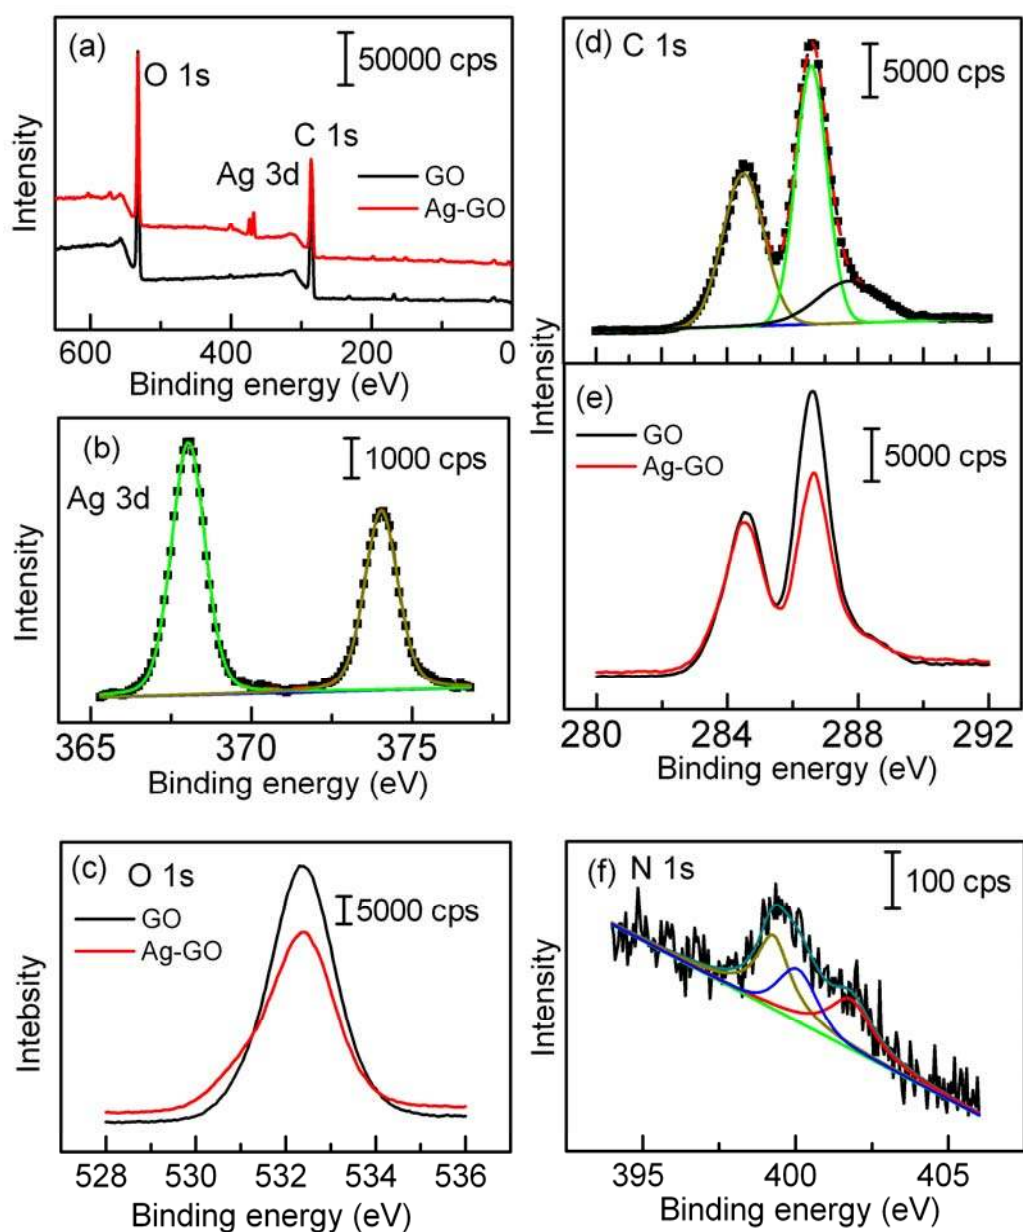 (a)
O 1s
50000 cps
C 1s
Ag 3d
GO
Ag-GO
Intensity
600 400 200 0
Binding energy (eV)
(b)
1000 cps
Ag 3d
Intensity
365 370 375
Binding energy (eV)
(c)
O 1s
5000 cps
GO
Ag-GO
Intebsity
528 530 532 534 536
Binding energy (eV)
(d)
C 1s
5000 cps
(e)
GO
Ag-GO
5000 cps
Intensity
280 284 288 292
Binding energy (eV)
(f)
N 1s
100 cps
Intensity
395 400 405
Binding energy (eV)